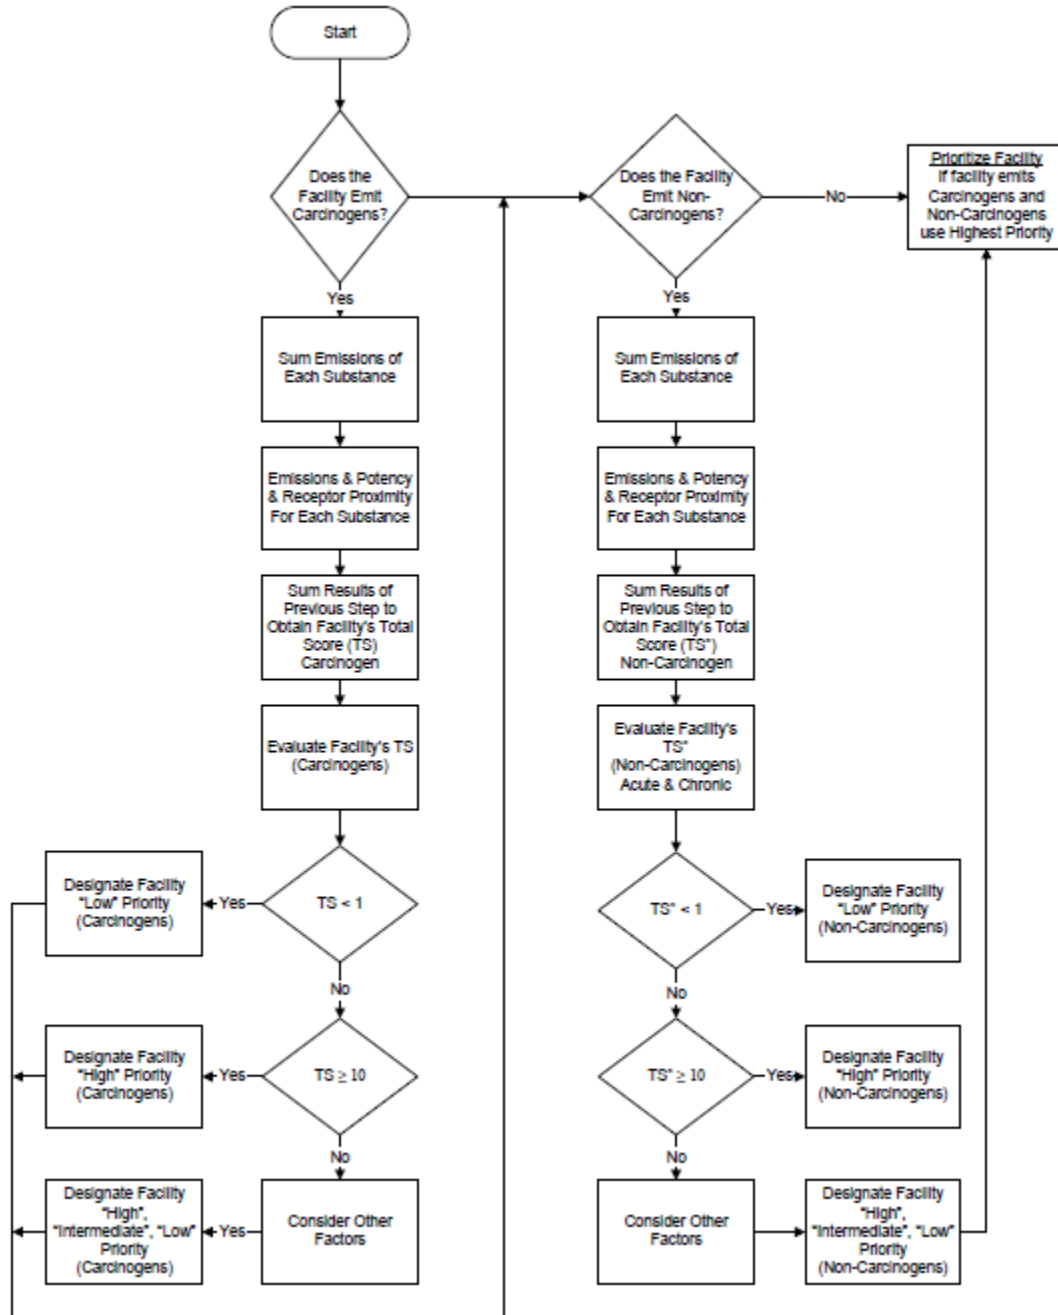 Start
Does the
Facility Emit
Carcinogens?
Yes
Sum Emissions of
Each Substance
Emissions & Potency
& Receptor Proximity
For Each Substance
Sum Results of
Previous Step to
Obtain Facility's Total
Score (TS)
Carcinogen
Evaluate Facility's TS
(Carcinogens)
TS < 1
Yes
Designate Facility
"Low" Priority
(Carcinogens)
No
TS ≥ 10
Yes
Designate Facility
"High" Priority
(Carcinogens)
No
Consider Other
Factors
Yes
Designate Facility
"High",
"Intermediate", "Low"
Priority
(Carcinogens)
Does the Facility
Emit Non-
Carcinogens?
No
Prioritize Facility
If facility emits
Carcinogens and
Non-Carcinogens
use Highest Priority
Yes
Sum Emissions of
Each Substance
Emissions & Potency
& Receptor Proximity
For Each Substance
Sum Results of
Previous Step to
Obtain Facility's Total
Score (TS*)
Non-Carcinogen
Evaluate Facility's
TS*
(Non-Carcinogens)
Acute & Chronic
TS* < 1
Yes
Designate Facility
"Low" Priority
(Non-Carcinogens)
No
TS* ≥ 10
Yes
Designate Facility
"High" Priority
(Non-Carcinogens)
No
Consider Other
Factors
Designate Facility
"High",
"Intermediate", "Low"
Priority
(Non-Carcinogens)